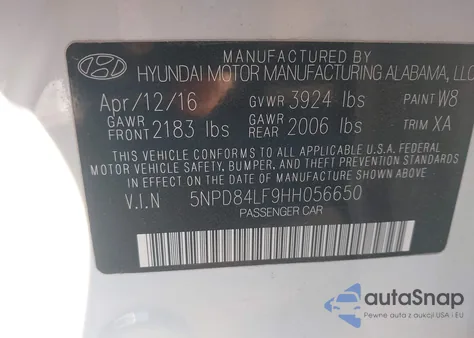 MANUFACTURED BY
HYUNDAI MOTOR MANUFACTURING ALABAMA, LLC
Apr/12/16 GVWR 3924 lbs PAINT W8
GAWR FRONT 2183 lbs GAWR REAR 2006 lbs TRIM XA
THIS VEHICLE CONFORMS TO ALL APPLICABLE U.S.A. FEDERAL
MOTOR VEHICLE SAFETY, BUMPER, AND THEFT PREVENTION STANDARDS
IN EFFECT ON THE DATE OF MANUFACTURE SHOWN ABOVE.
V.I.N 5NPD84LF9HH056650
PASSENGER CAR
autoSnap
Pewne auta z aukcji USA i EU